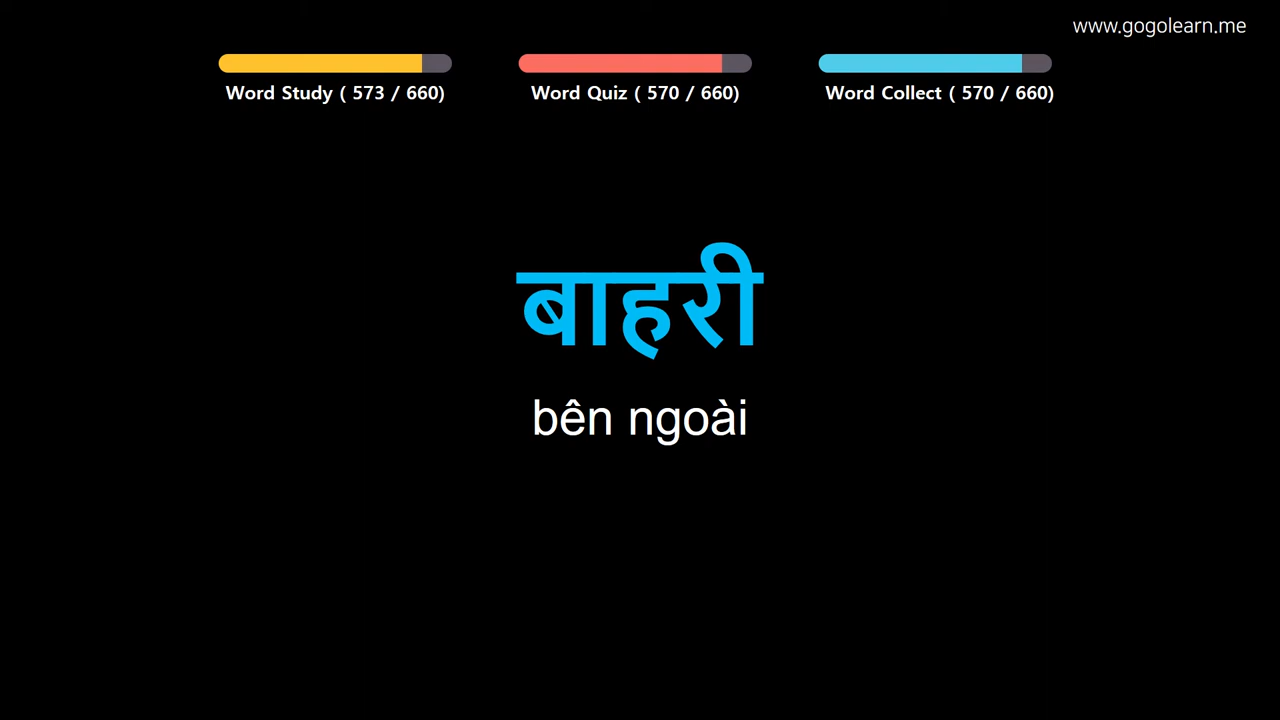 www.gogolearn.me
Word Study ( 573 / 660)
Word Quiz ( 570 / 660)
Word Collect ( 570 / 660)
बाहरी
bên ngoài